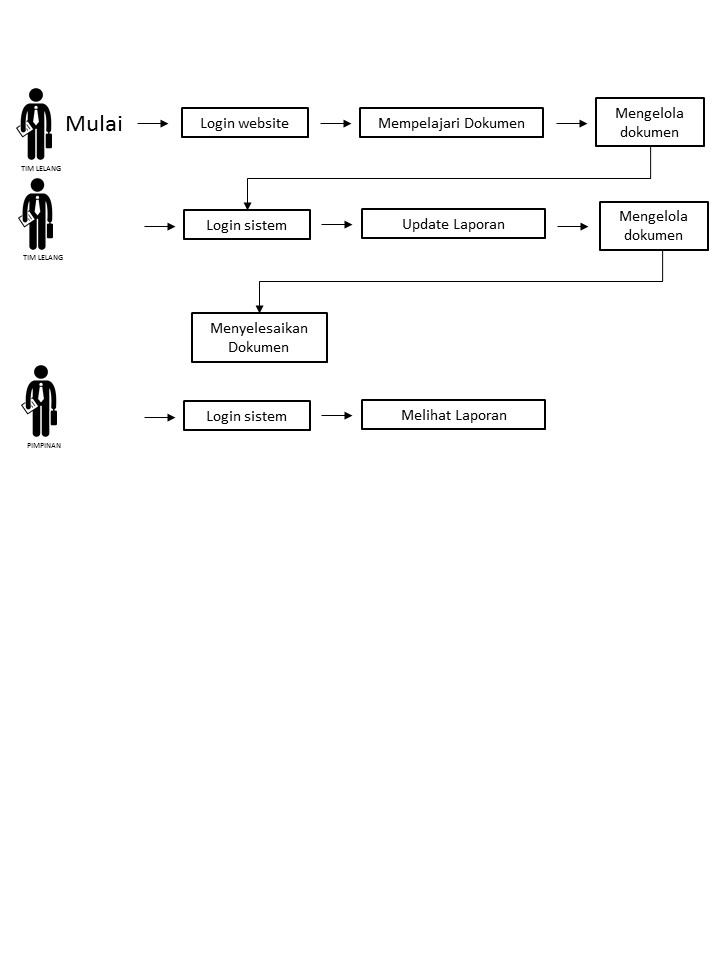 Mulai
Login website
Mempelajari Dokumen
Mengelola
dokumen
TIM LELANG
Login sistem
Update Laporan
Mengelola
dokumen
TIM LELANG
Menyelesaikan
Dokumen
Login sistem
Melihat Laporan
PIMPINAN